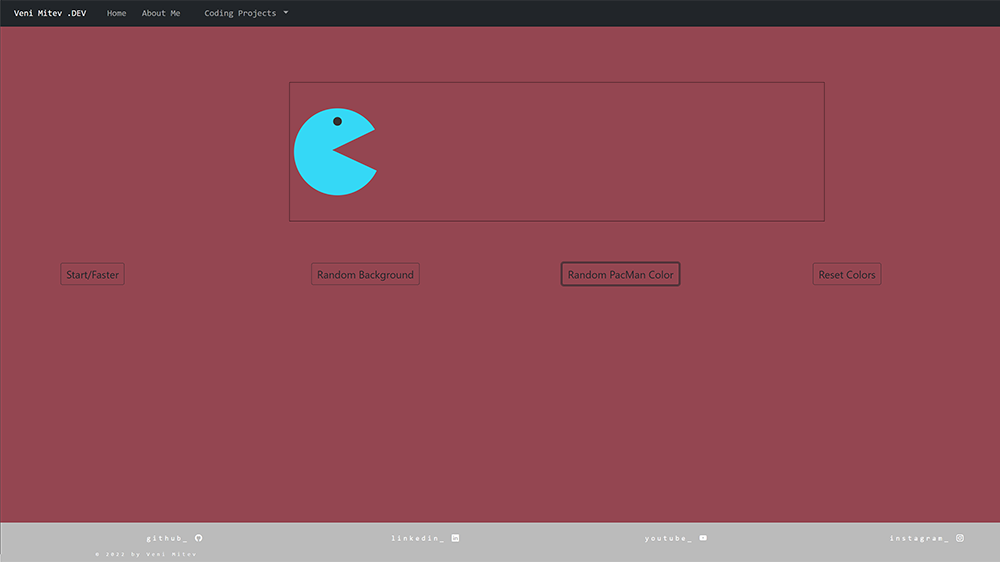 Veni Mitev .DEV Home About Me Coding Projects
Start/Faster Random Background Random PacMan Color Reset Colors
github_ linkedin_ youtube_ instagram_
© 2022 by Veni Mitev